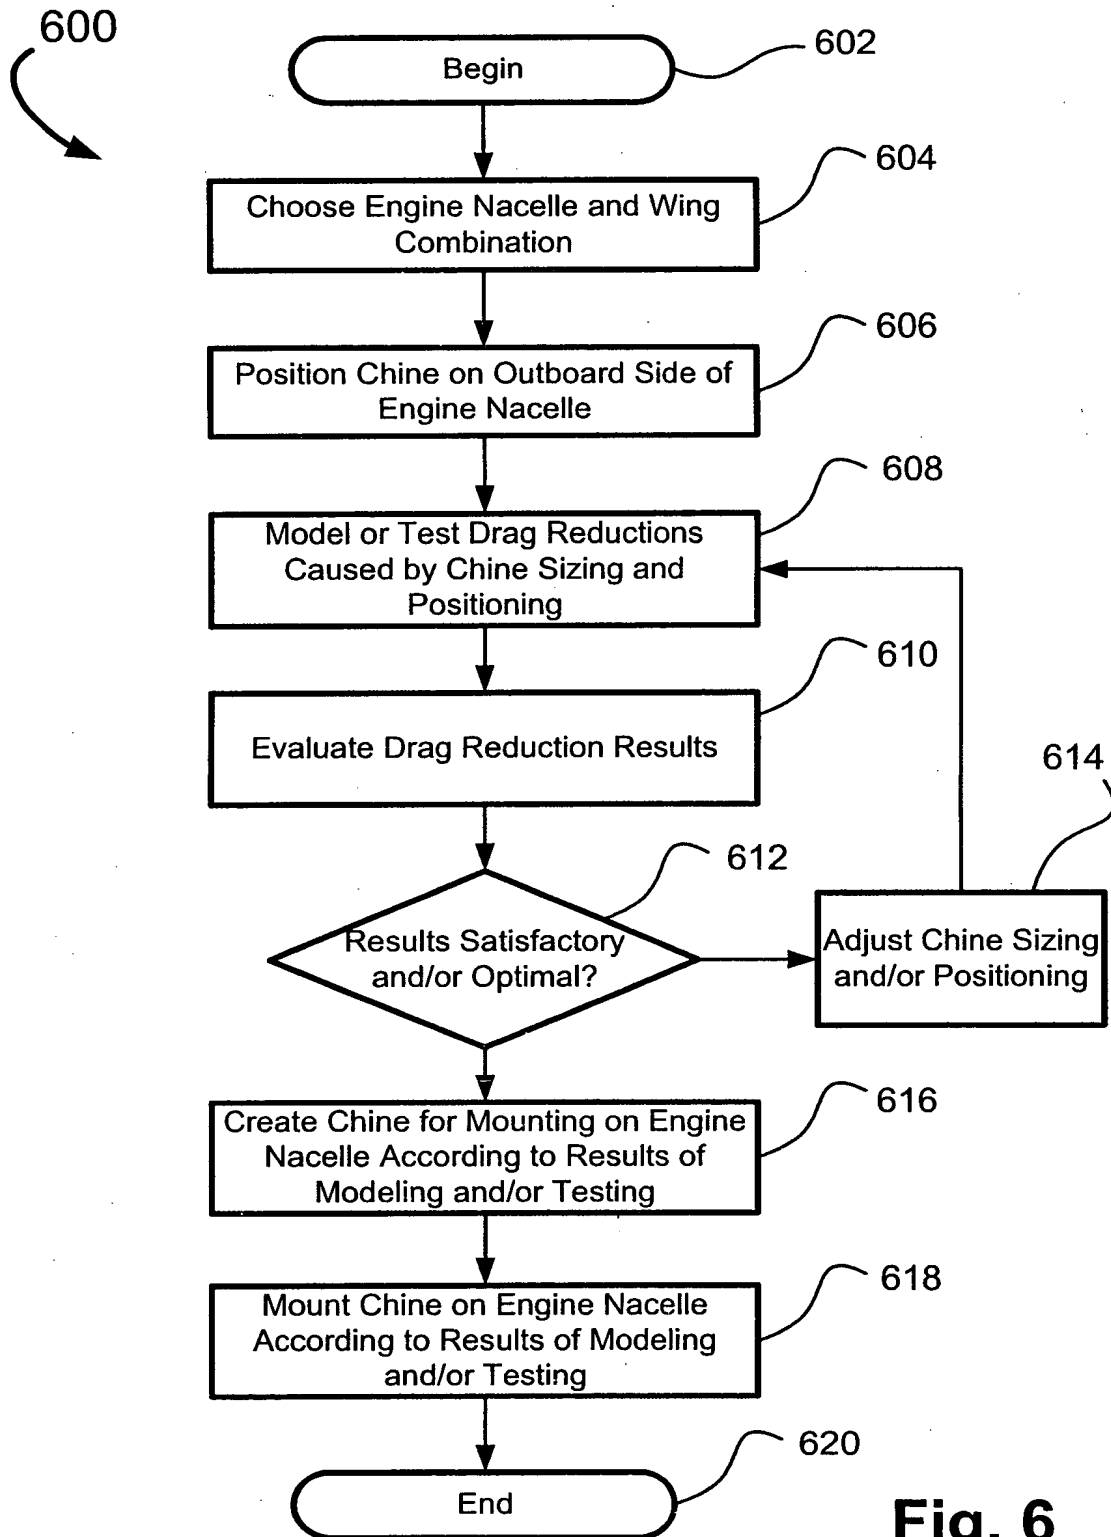 600
Begin
602
604
Choose Engine Nacelle and Wing
Combination
606
Position Chine on Outboard Side of
Engine Nacelle
608
Model or Test Drag Reductions
Caused by Chine Sizing and
Positioning
610
Evaluate Drag Reduction Results
614
612
Results Satisfactory
and/or Optimal?
Adjust Chine Sizing
and/or Positioning
616
Create Chine for Mounting on Engine
Nacelle According to Results of
Modeling and/or Testing
618
Mount Chine on Engine Nacelle
According to Results of Modeling
and/or Testing
620
End
Fig. 6